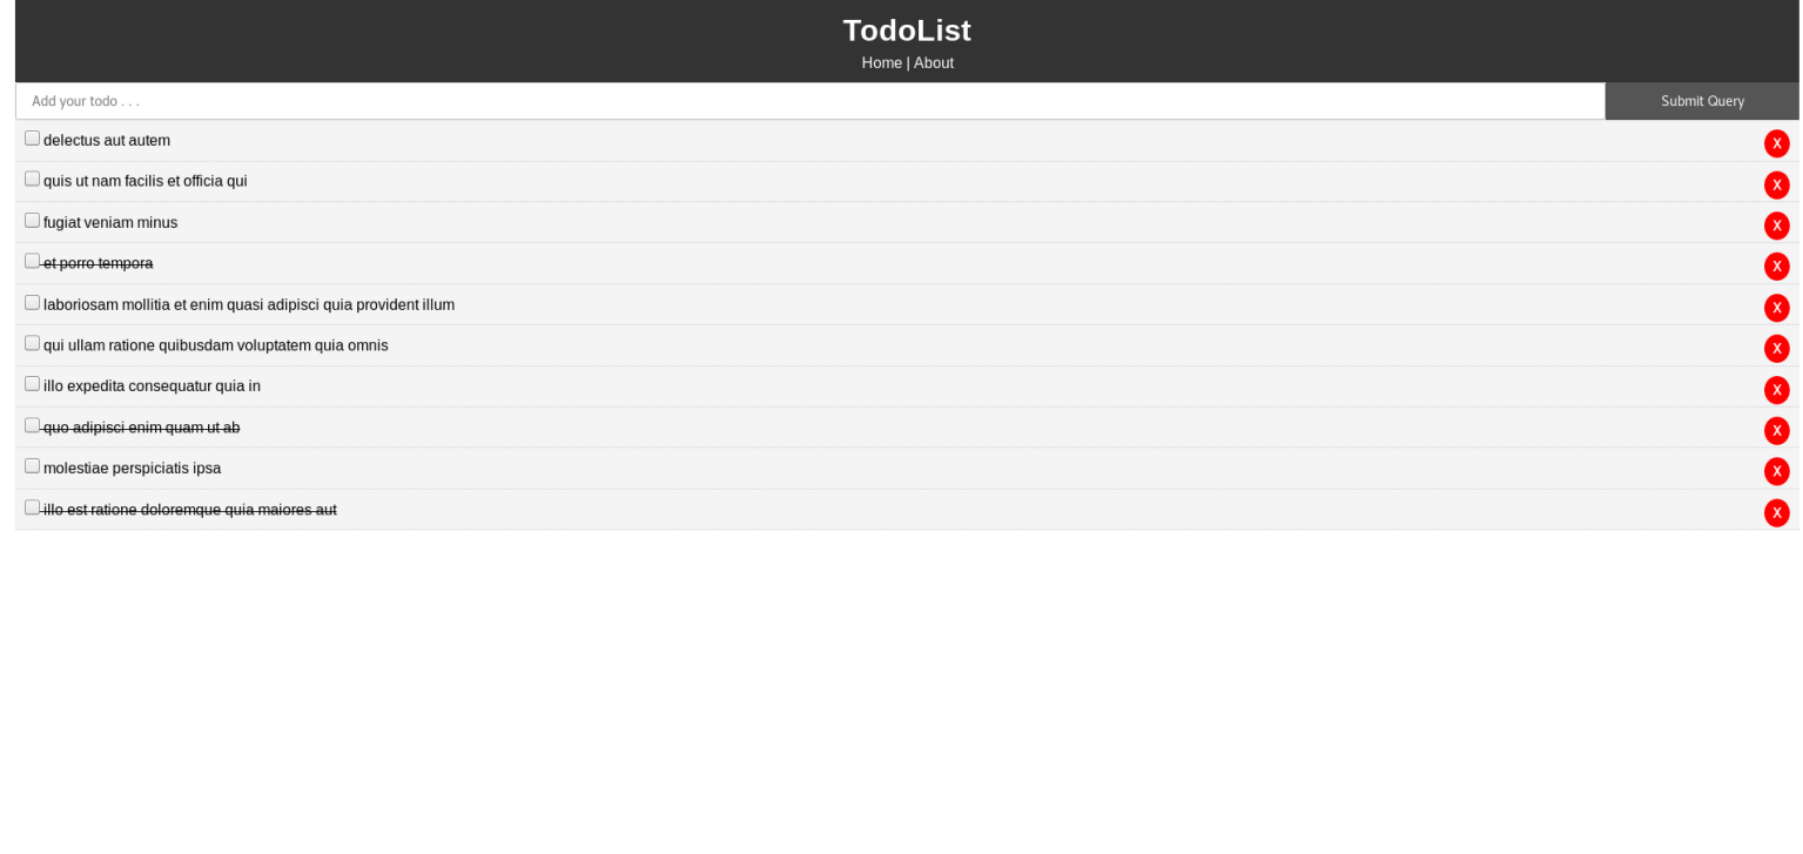 TodoList
Home | About
Add your todo . . .
Submit Query
delectus aut autem
X
quis ut nam facilis et officia qui
X
fugiat veniam minus
X
et porro tempora
X
laboriosam mollitia et enim quasi adipisci quia provident illum
X
qui ullam ratione quibusdam voluptatem quia omnis
X
illo expedita consequatur quia in
X
quo adipisci enim quam ut ab
X
molestiae perspiciatis ipsa
X
illo est ratione doloremque quia maiores aut
X